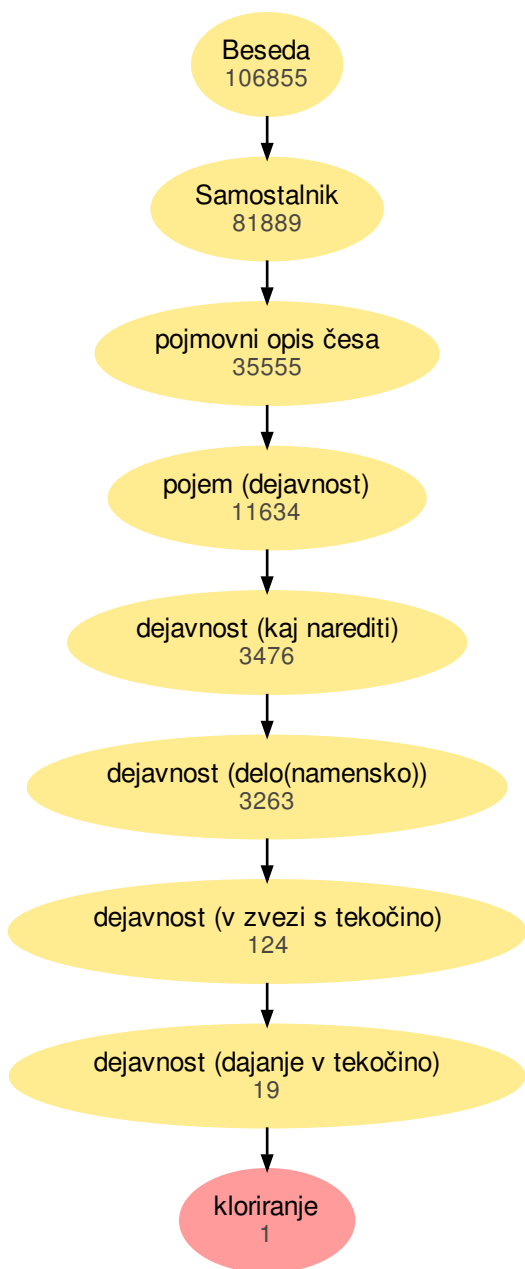 Beseda
106855
Samostalnik
81889
pojmovni opis česa
35555
pojem (dejavnost)
11634
dejavnost (kaj narediti)
3476
dejavnost (delo(namensko))
3263
dejavnost (v zvezi s tekočino)
124
dejavnost (dajanje v tekočino)
19
kloriranje
1